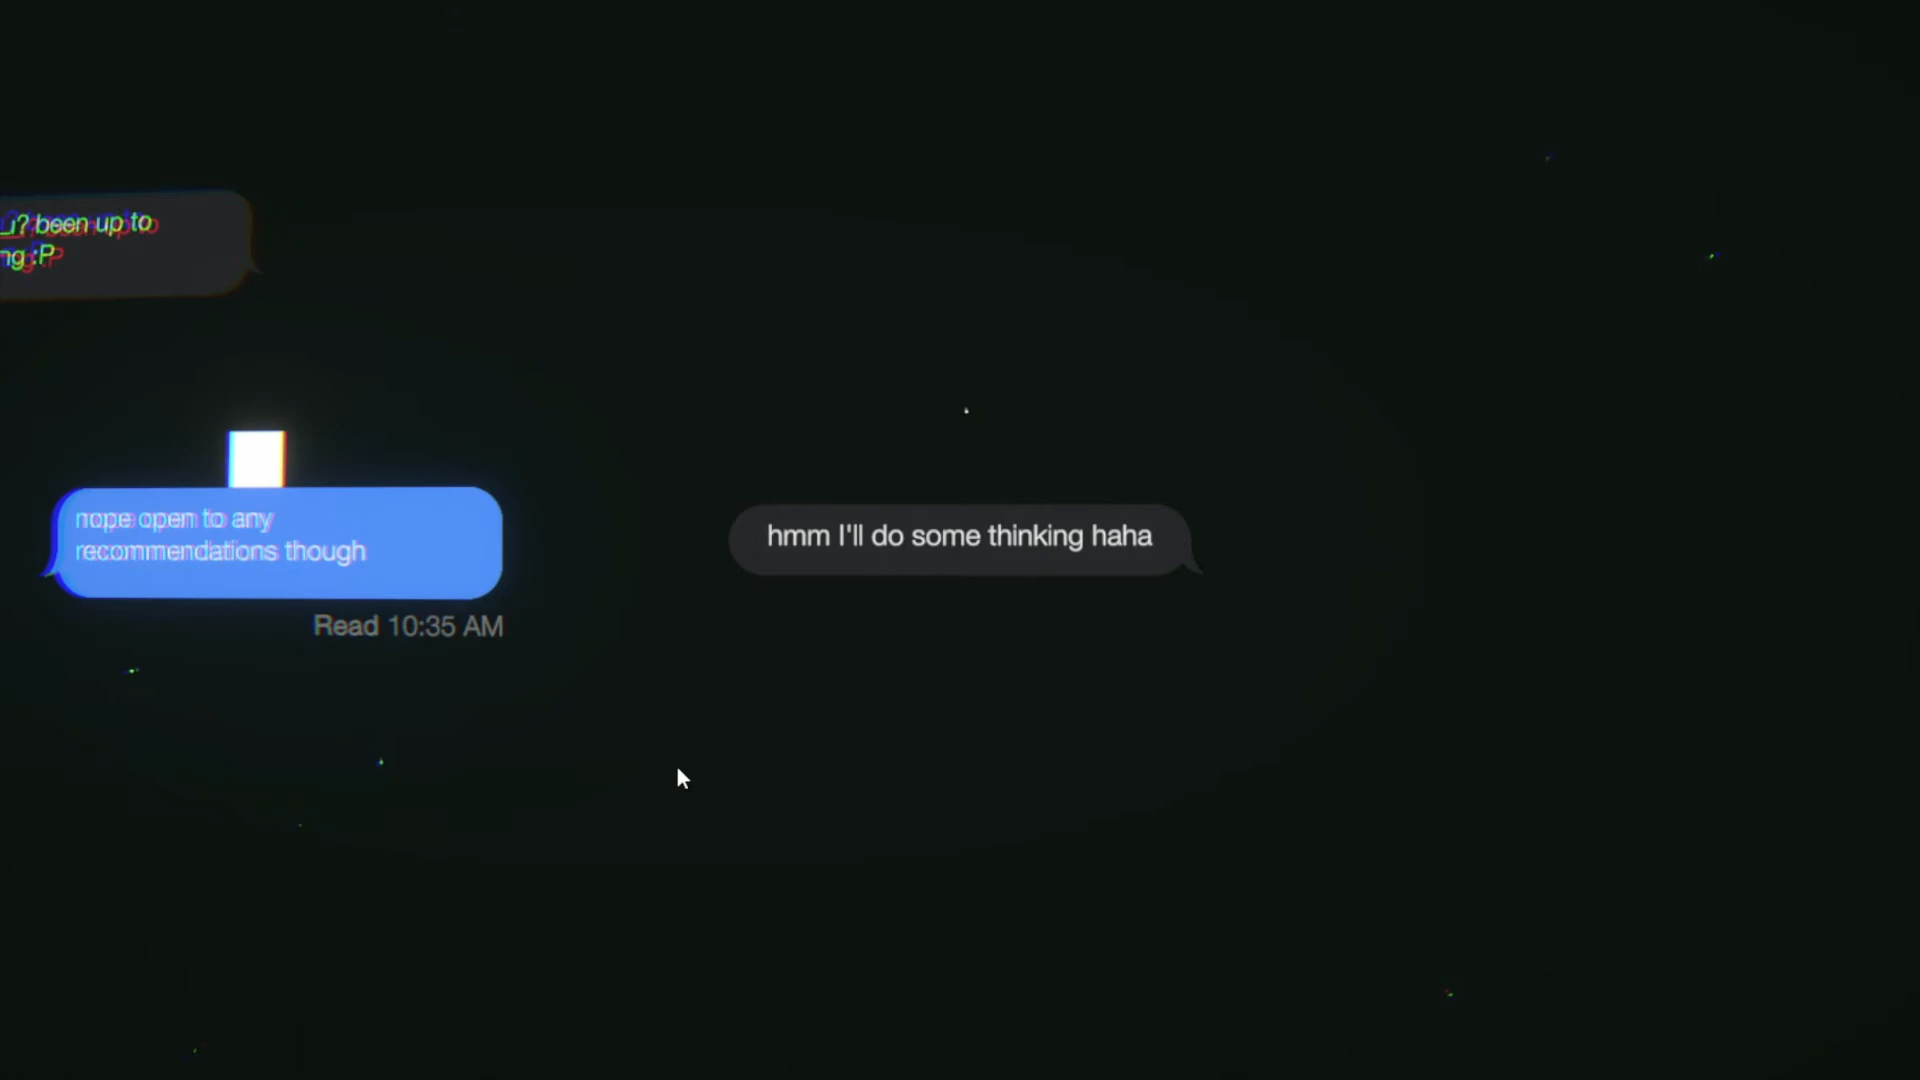 u? been up to
ng :P
nope open to any
recommendations though
Read 10:35 AM
hmm I'll do some thinking haha